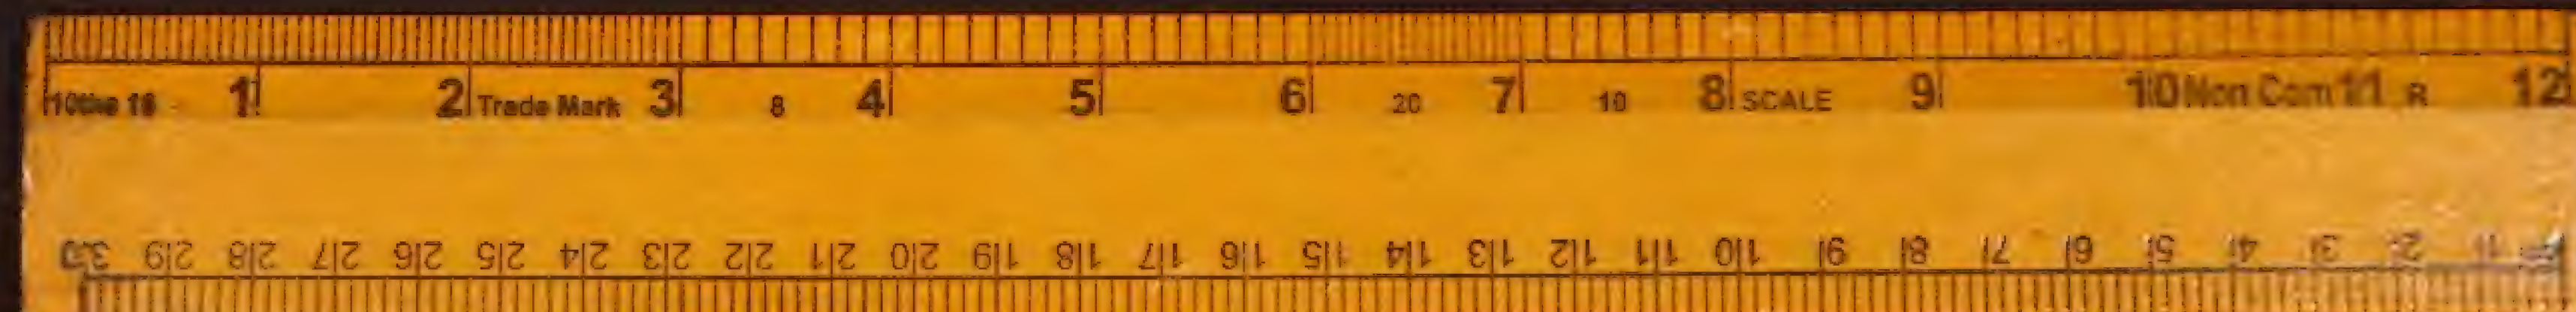 10ths 16 1 2 Trade Mark 3 8 4 5 6 20 7 10 8 SCALE 9 10 Non Com 11 R 12
30 29 28 27 26 25 24 23 22 21 20 19 18 17 16 15 14 13 12 11 10 9 8 7 6 5 4 3 2 1